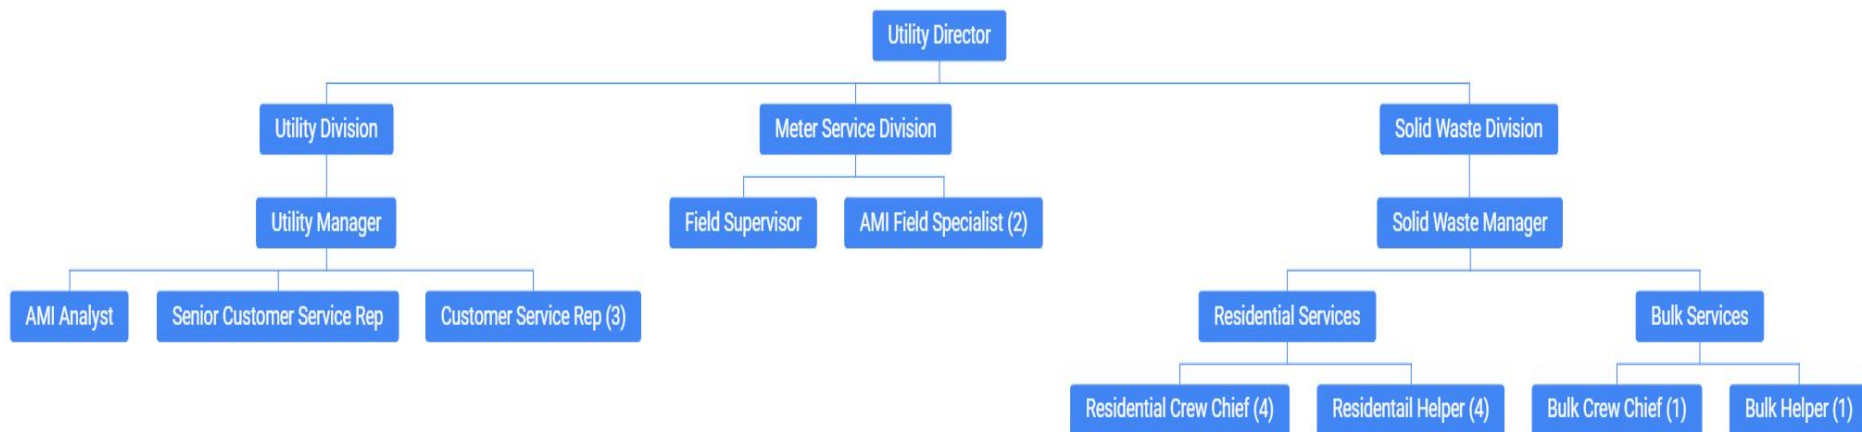 Utility Director
Utility Division
Meter Service Division
Solid Waste Division
Utility Manager
Field Supervisor
AMI Field Specialist (2)
Solid Waste Manager
AMI Analyst
Senior Customer Service Rep
Customer Service Rep (3)
Residential Services
Bulk Services
Residential Crew Chief (4)
Residentail Helper (4)
Bulk Crew Chief (1)
Bulk Helper (1)